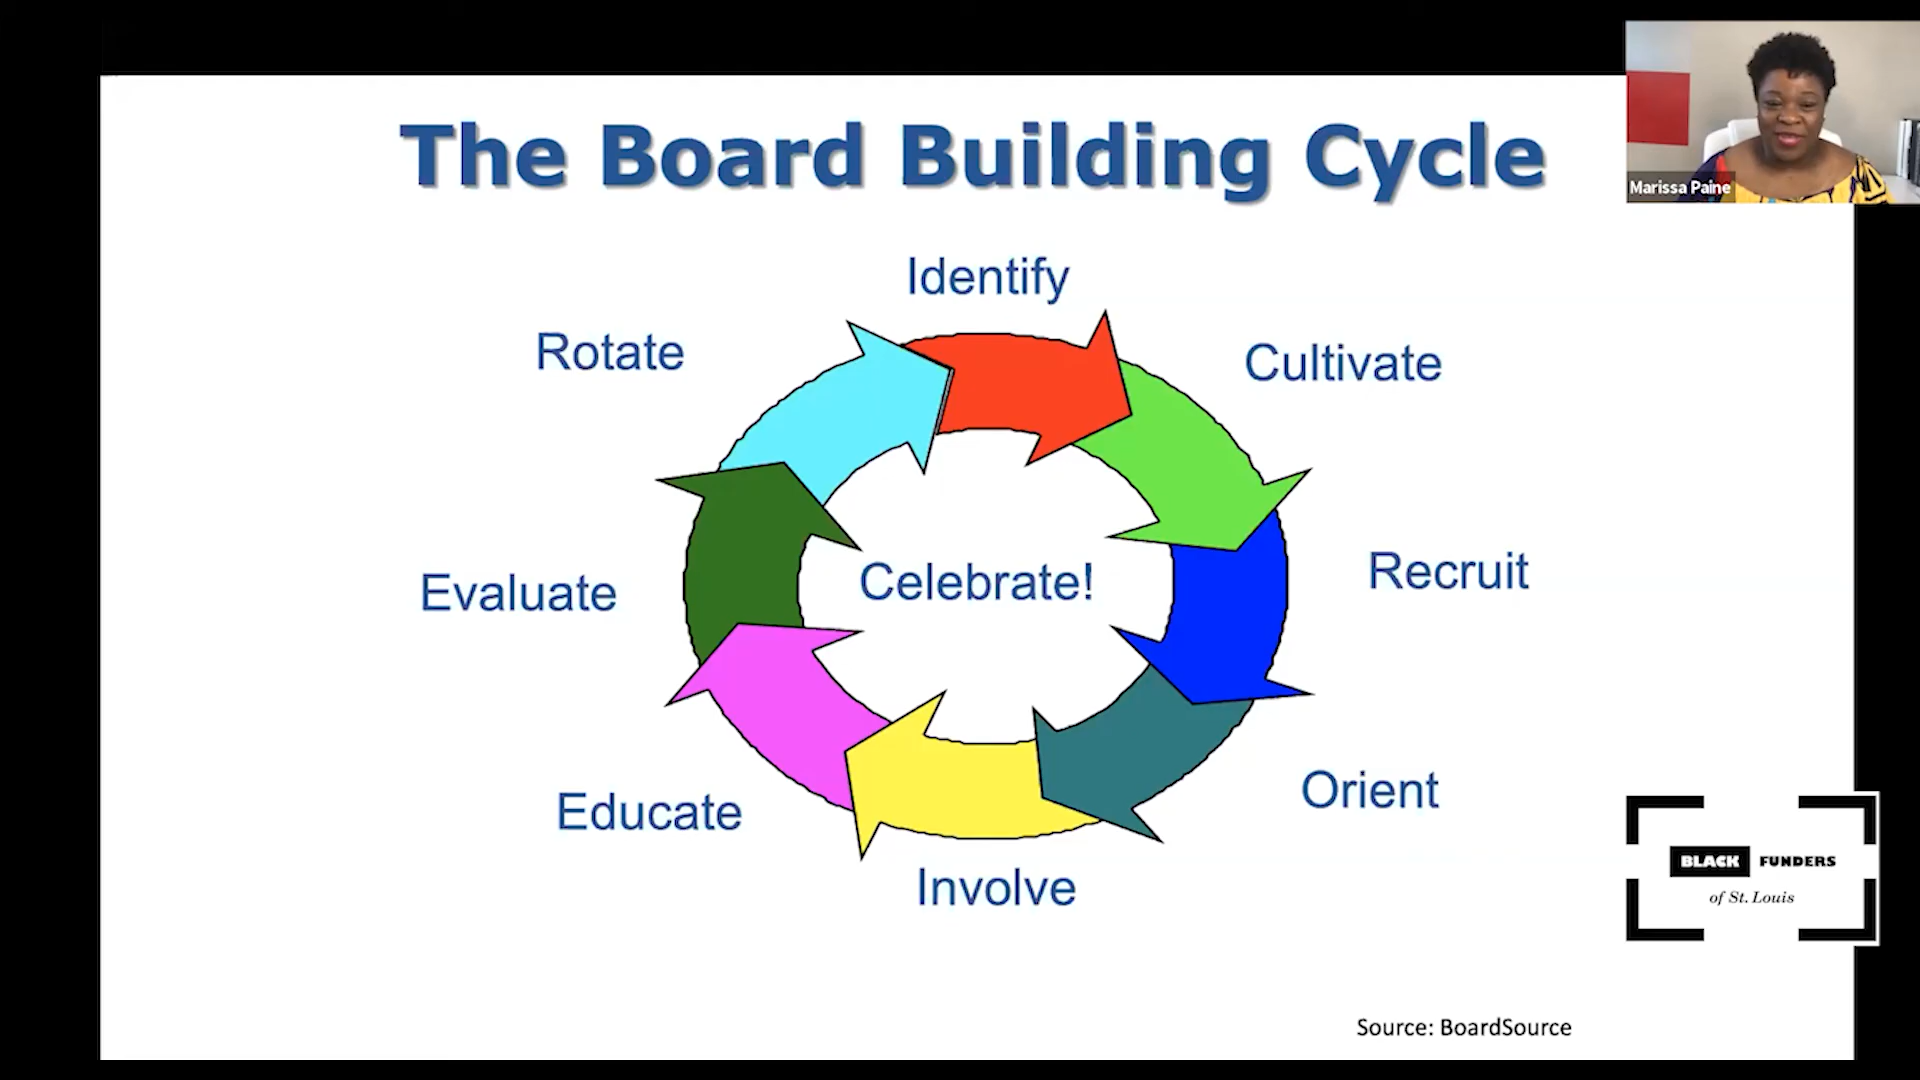 The Board Building Cycle
Marissa Paine
Identify
Rotate
Cultivate
Evaluate
Celebrate!
Recruit
Educate
Orient
Involve
BLACK FUNDERS
of St. Louis
Source: BoardSource